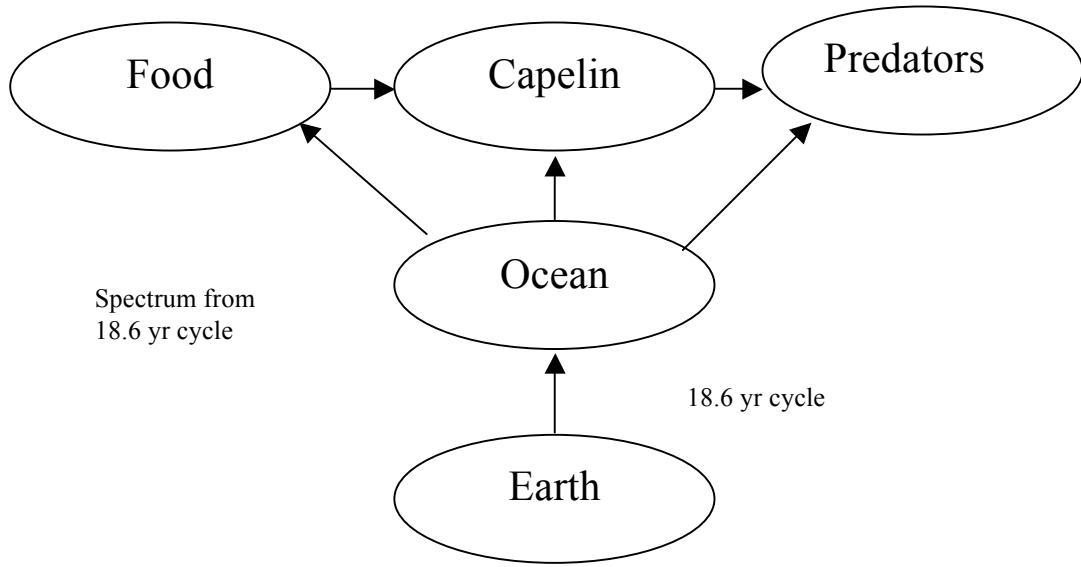 Food
Capelin
Predators
Ocean
Spectrum from
18.6 yr cycle
18.6 yr cycle
Earth